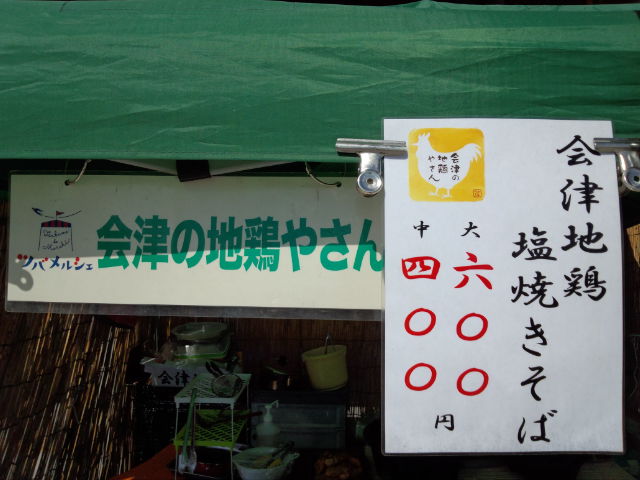 会津地鶏
塩焼きそば
大 六〇〇
中 四〇〇
円
会津の
地鶏
やさん
会津の地鶏やさん
ツバメルシェ
会津